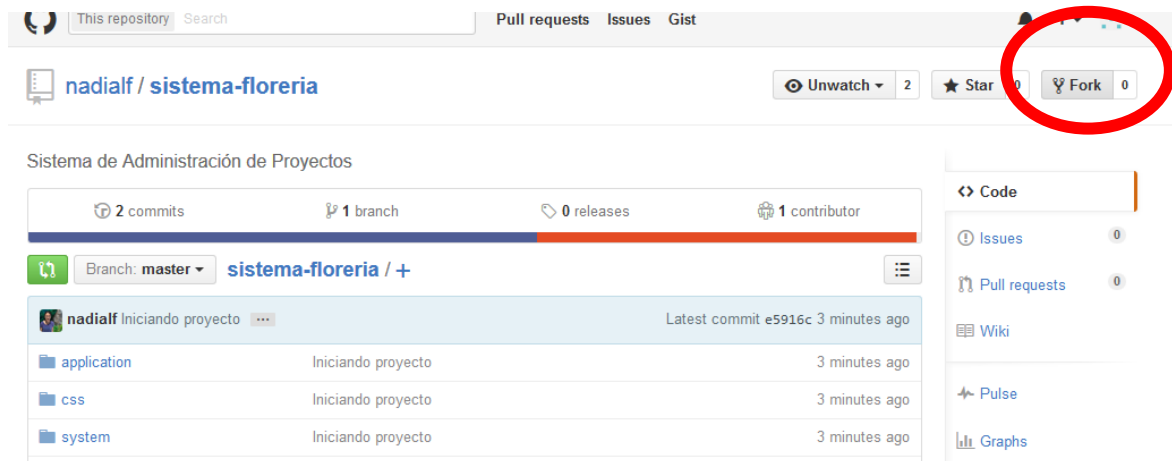 This repository Search Pull requests Issues Gist
nadialf / sistema-floreria Unwatch 2 Star 0 Fork 0
Sistema de Administración de Proyectos
2 commits 1 branch 0 releases 1 contributor
Branch: master sistema-floreria / +
nadialf Iniciando proyecto ... Latest commit e5916c 3 minutes ago
application Iniciando proyecto 3 minutes ago
css Iniciando proyecto 3 minutes ago
system Iniciando proyecto 3 minutes ago
Code
Issues 0
Pull requests 0
Wiki
Pulse
Graphs